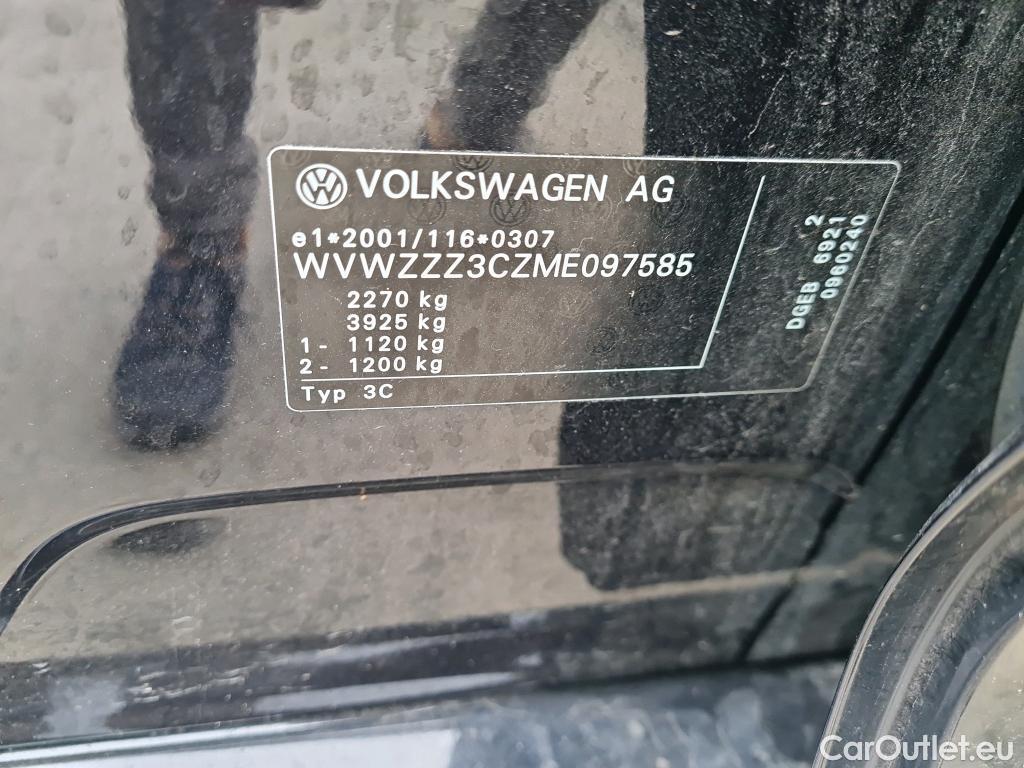 VOLKSWAGEN AG
e1*2001/116*0307
WVWZZZ3CZME097585
2270 kg
3925 kg
1- 1120 kg
2- 1200 kg
Typ 3C
2
DGEB 6921
0960240
CarOutlet.eu